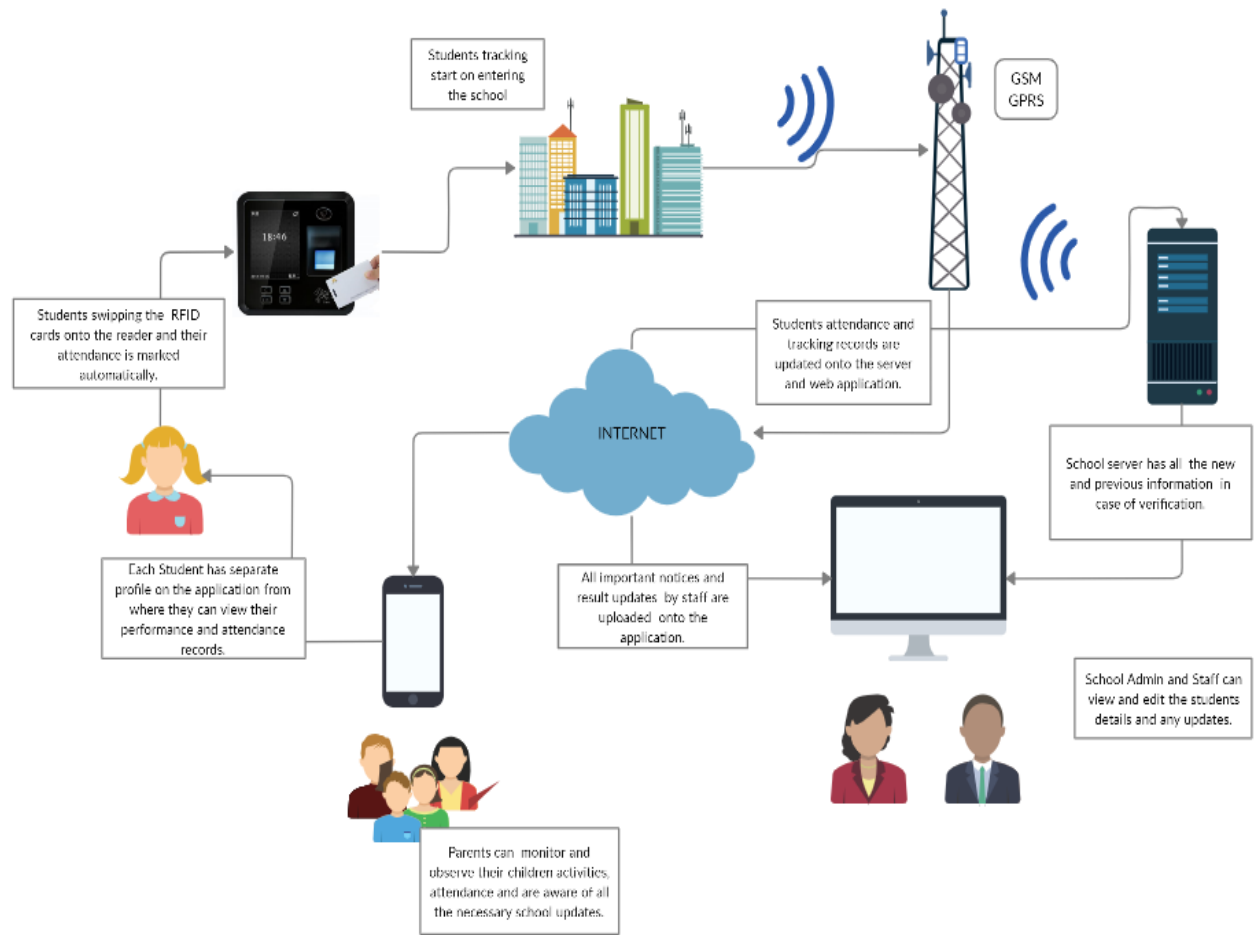 Students tracking
start on entering
the school
GSM
GPRS
18:46
Students swipping the RFID
cards onto the reader and their
attendance is marked
automatically.
Students attendance and
tracking records are
updated onto the server
and web application.
INTERNET
School server has all the new
and previous information in
case of verification.
Each Student has separate
profile on the application from
where they can view their
performance and attendance
records.
All important notices and
result updates by staff are
uploaded onto the
application.
School Admin and Staff can
view and edit the students
details and any updates.
Parents can monitor and
observe their children activities,
attendance and are aware of all
the necessary school updates.